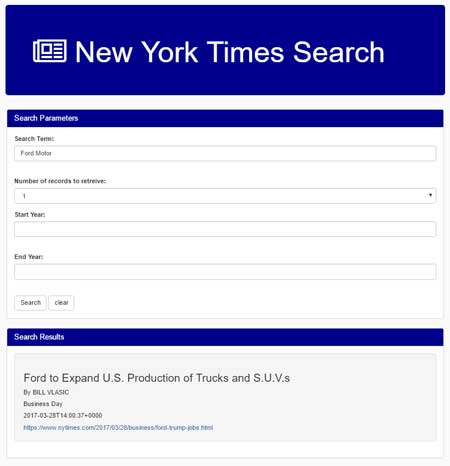 New York Times Search
Search Parameters
Search Term:
Ford Motor
Number of records to retreive:
1
Start Year:
End Year:
Search clear
Search Results
Ford to Expand U.S. Production of Trucks and S.U.V.s
By BILL VLASIC
Business Day
2017-03-28T14:00:37+0000
https://www.nytimes.com/2017/03/28/business/ford-trump-jobs.html